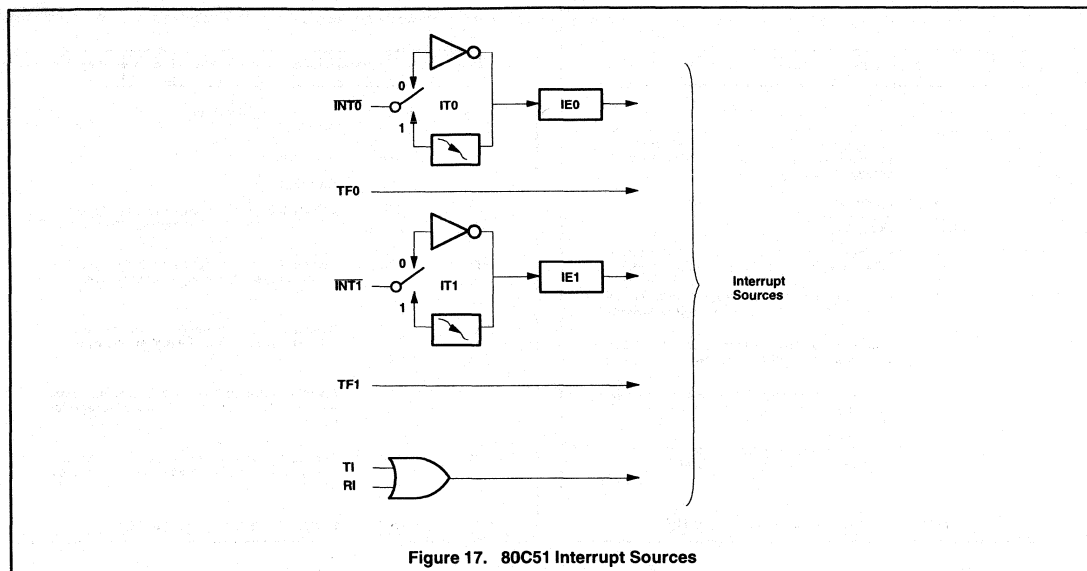 0
INT0
IT0
IE0
1
TF0
0
INT1
IT1
IE1
1
Interrupt
Sources
TF1
TI
RI
Figure 17. 80C51 Interrupt Sources